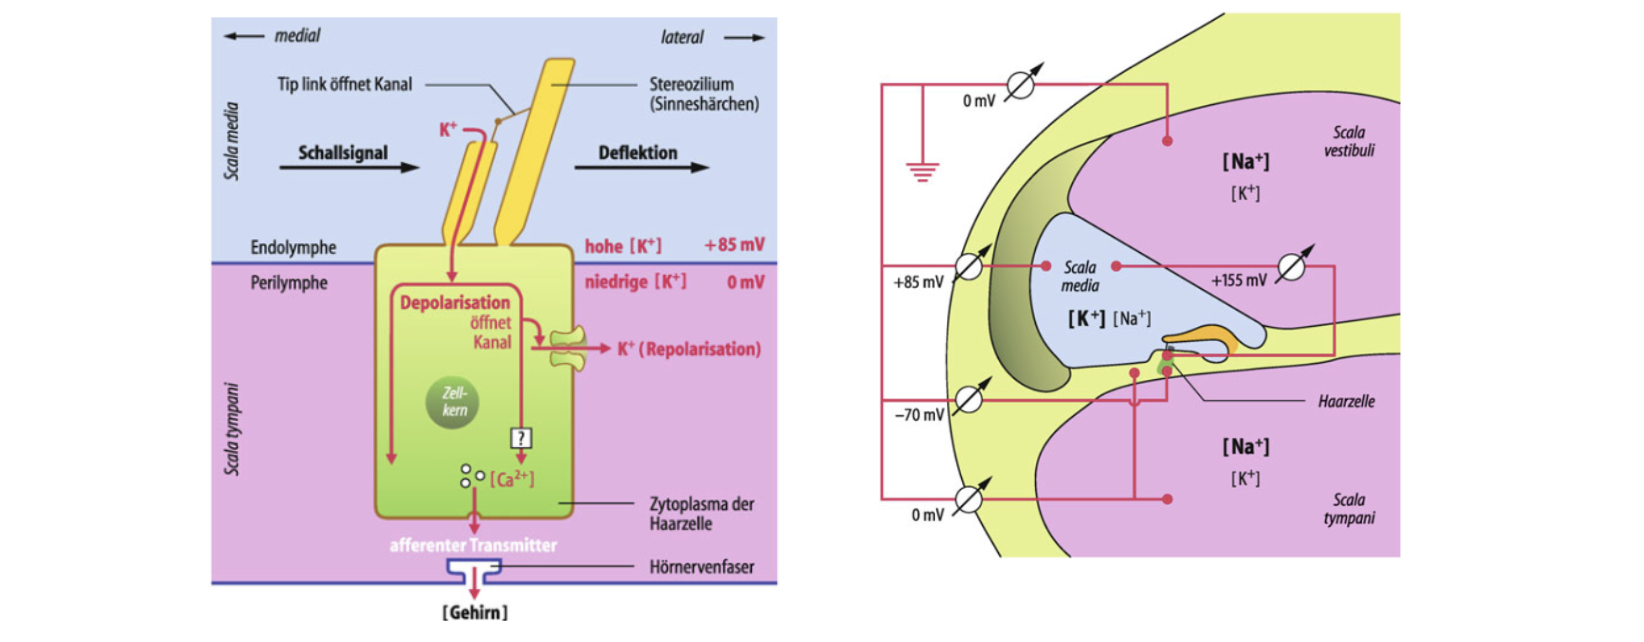 medial
lateral
Tip link öffnet Kanal
Stereozilium
(Sinneshärchen)
Scala media
K⁺
Schallsignal
Deflektion
Endolymphe
hohe [K⁺] +85 mV
Perilymphe
niedrige [K⁺] 0 mV
Depolarisation
öffnet
Kanal
K⁺ (Repolarisation)
Zell-
kern
Scala tympani
?
[Ca²⁺]
Zytoplasma der
Haarzelle
afferenter Transmitter
Hörnervenfaser
[Gehirn]
0 mV
Scala
vestibuli
[Na⁺]
[K⁺]
+85 mV
Scala
media
+155 mV
[K⁺] [Na⁺]
−70 mV
Haarzelle
[Na⁺]
[K⁺]
0 mV
Scala
tympani